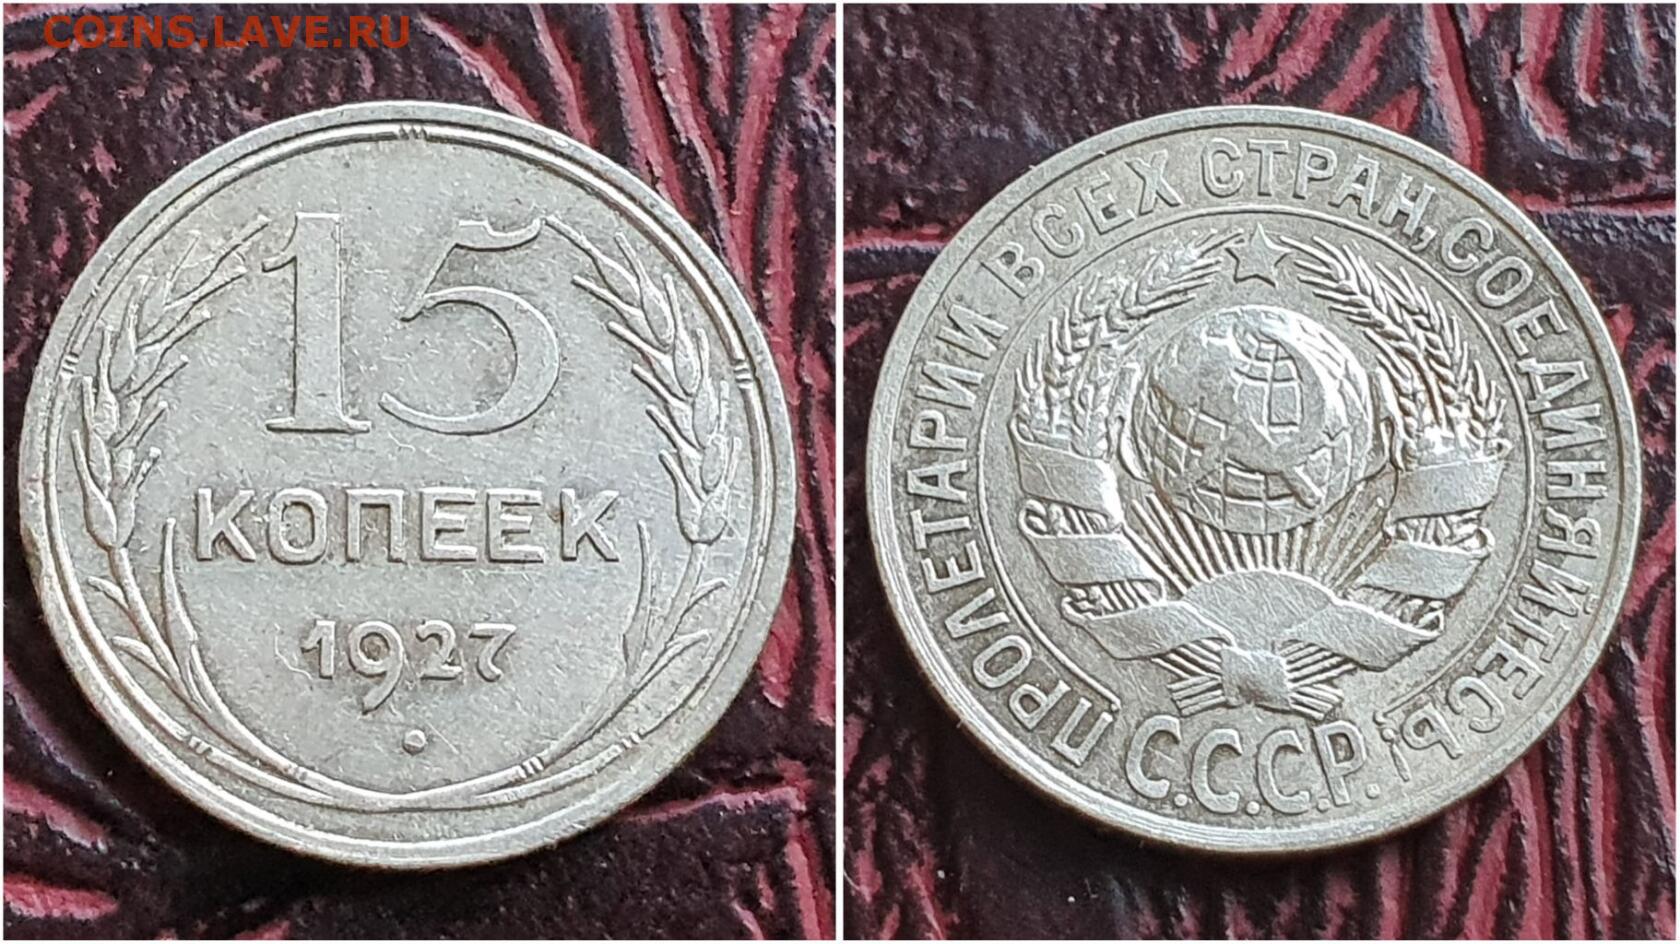 COINS.LAVE.RU
15
КОПЕЕК
1927
ПРОЛЕТАРИИ ВСЕХ СТРАН, СОЕДИНЯЙТЕСЬ!
С.С.С.Р.